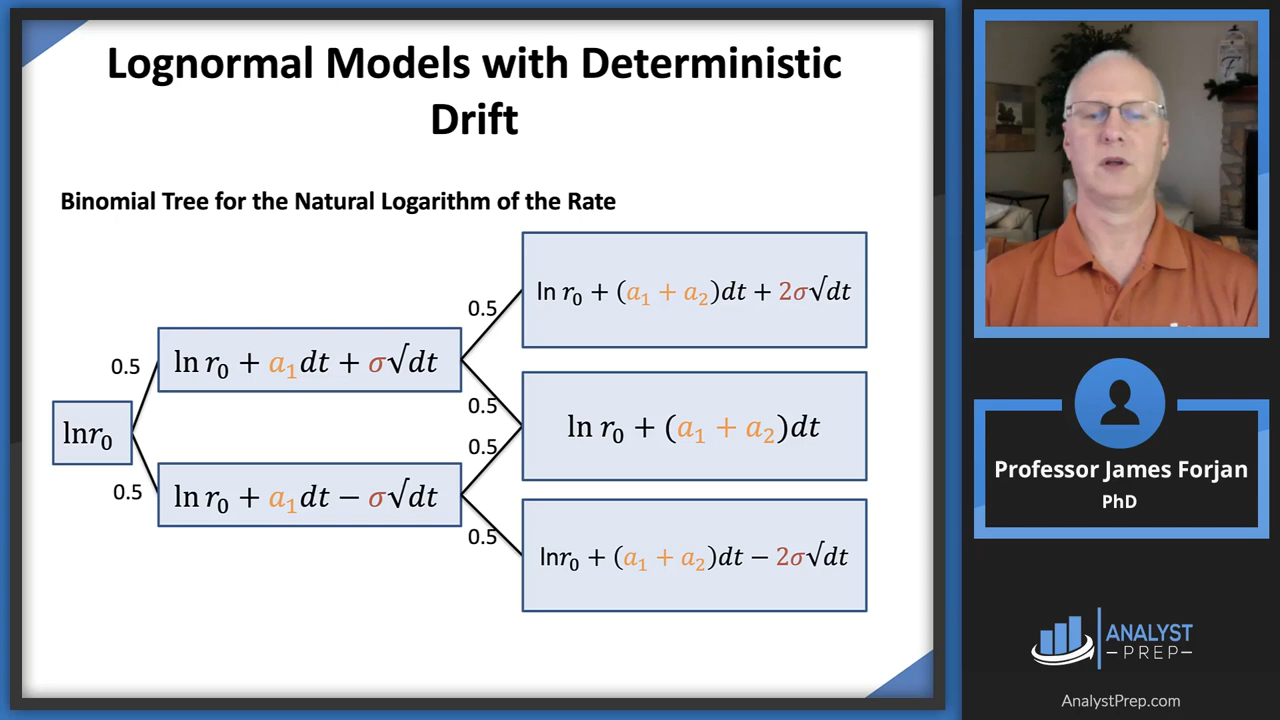 Lognormal Models with Deterministic
Drift
Binomial Tree for the Natural Logarithm of the Rate
0.5
0.5
lnr₀
ln r₀ + a₁dt + σ√dt
ln r₀ + a₁dt − σ√dt
0.5
0.5
0.5
0.5
ln r₀ + (a₁ + a₂)dt + 2σ√dt
ln r₀ + (a₁ + a₂)dt
lnr₀ + (a₁ + a₂)dt − 2σ√dt
Professor James Forjan
PhD
ANALYST
PREP
AnalystPrep.com